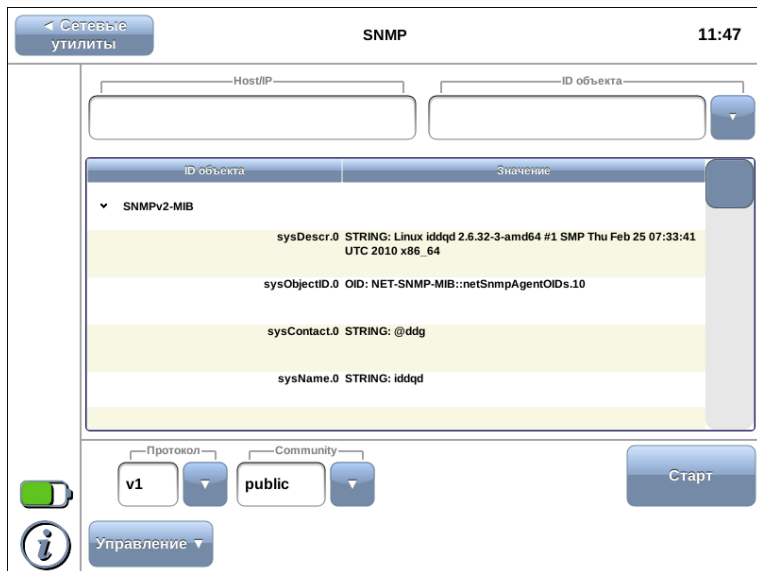 ◄ Сетевые
утилиты
SNMP
11:47
Host/IP
ID объекта
ID объекта
Значение
SNMPv2-MIB
sysDescr.0 STRING: Linux iddqd 2.6.32-3-amd64 #1 SMP Thu Feb 25 07:33:41
UTC 2010 x86_64
sysObjectID.0 OID: NET-SNMP-MIB::netSnmpAgentOIDs.10
sysContact.0 STRING: @ddg
sysName.0 STRING: iddqd
Протокол
Community
v1
public
Старт
i
Управление ▼